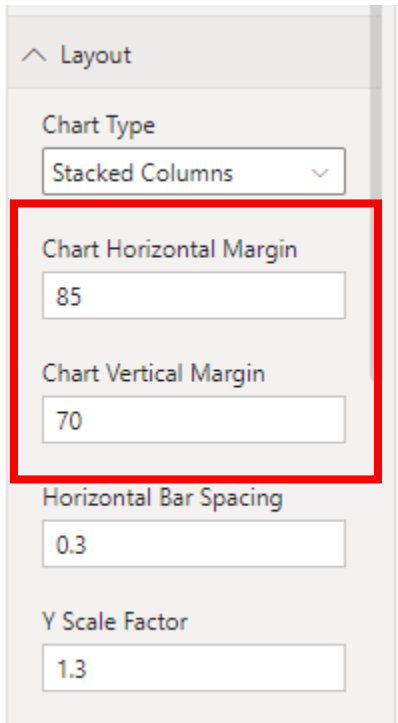 Layout
Chart Type
Stacked Columns
Chart Horizontal Margin
85
Chart Vertical Margin
70
Horizontal Bar Spacing
0.3
Y Scale Factor
1.3